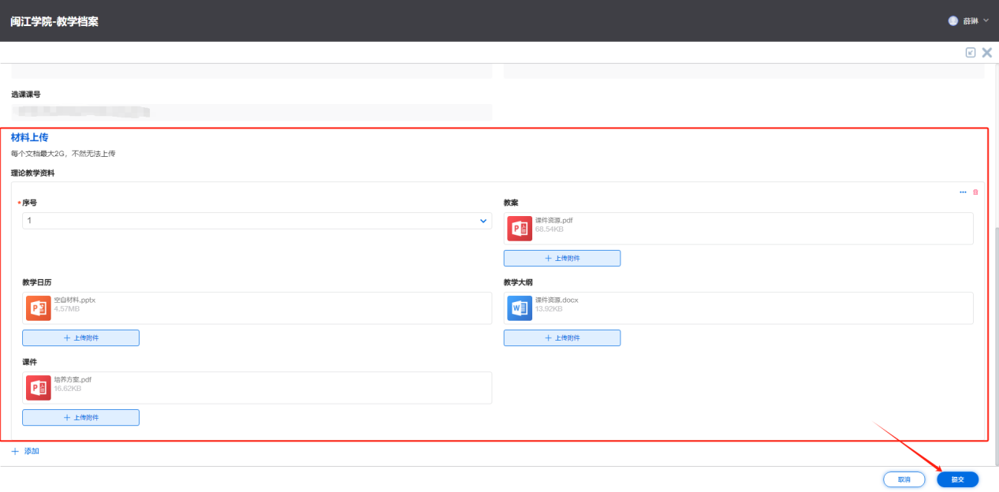 闽江学院-教学档案
薛琳
选课课号
材料上传
每个文档最大2G，不然无法上传
理论教学资料
*序号
教案
1
课件资源.pdf
68.54KB
+ 上传附件
教学日历
教学大纲
空白材料.pptx
4.57MB
课件资源.docx
13.92KB
+ 上传附件
+ 上传附件
课件
培养方案.pdf
16.62KB
+ 上传附件
+ 添加
取消
提交